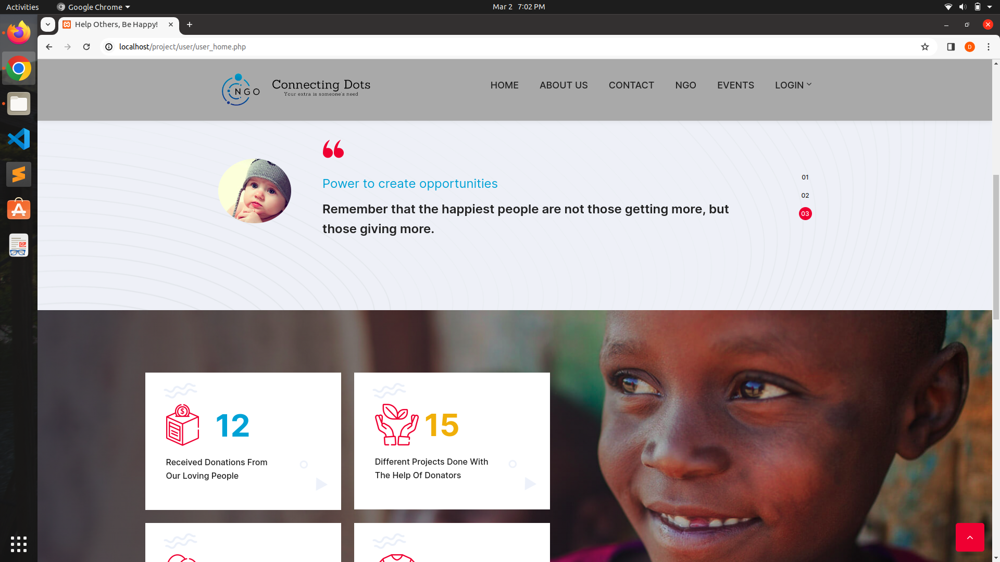 Activities
Google Chrome
Mar 2 7:02 PM
Help Others, Be Happy!
localhost/project/user/user_home.php
D
NGO
Connecting Dots
Your extra is someone's need
HOME
ABOUT US
CONTACT
NGO
EVENTS
LOGIN
Power to create opportunities
Remember that the happiest people are not those getting more, but
those giving more.
01
02
03
12
Received Donations From
Our Loving People
15
Different Projects Done With
The Help Of Donators